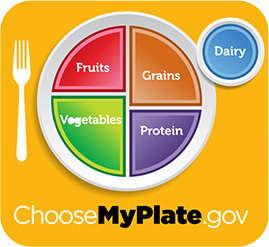 Fruits
Grains
Dairy
Vegetables
Protein
ChooseMyPlate.gov